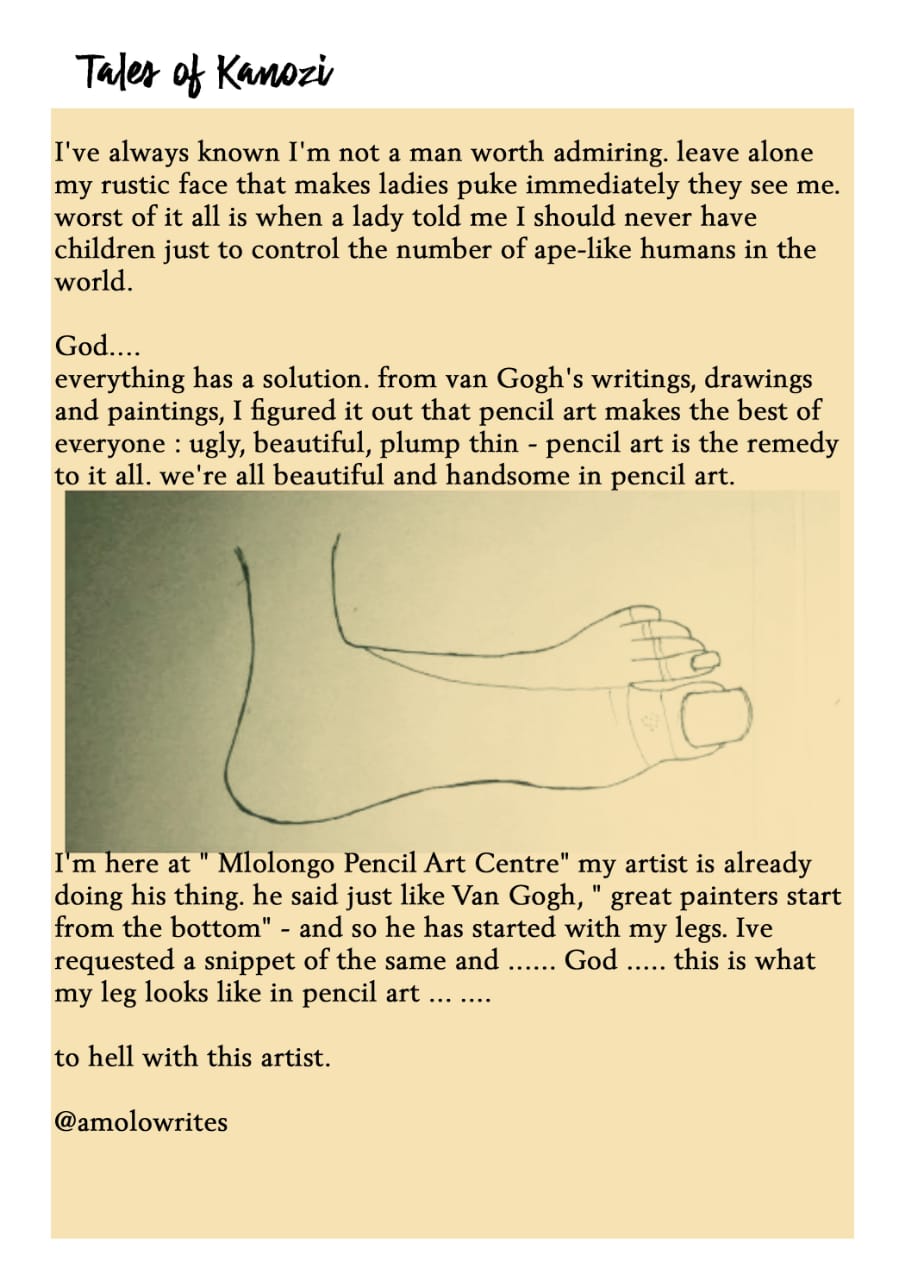 Tales of Kanozi
I've always known I'm not a man worth admiring. leave alone
my rustic face that makes ladies puke immediately they see me.
worst of it all is when a lady told me I should never have
children just to control the number of ape-like humans in the
world.
God....
everything has a solution. from van Gogh's writings, drawings
and paintings, I figured it out that pencil art makes the best of
everyone : ugly, beautiful, plump thin - pencil art is the remedy
to it all. we're all beautiful and handsome in pencil art.
I'm here at " Mlolongo Pencil Art Centre" my artist is already
doing his thing. he said just like Van Gogh, " great painters start
from the bottom" - and so he has started with my legs. Ive
requested a snippet of the same and ...... God ..... this is what
my leg looks like in pencil art ... ....
to hell with this artist.
@amolowrites